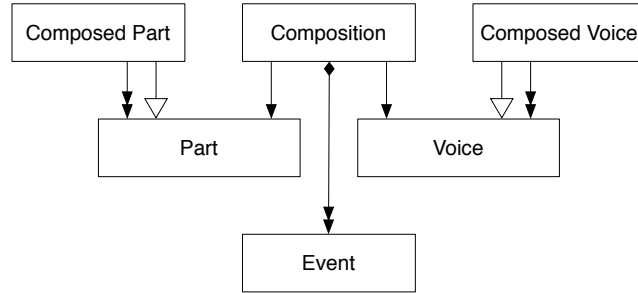 Composed Part
Composition
Composed Voice
Part
Voice
Event